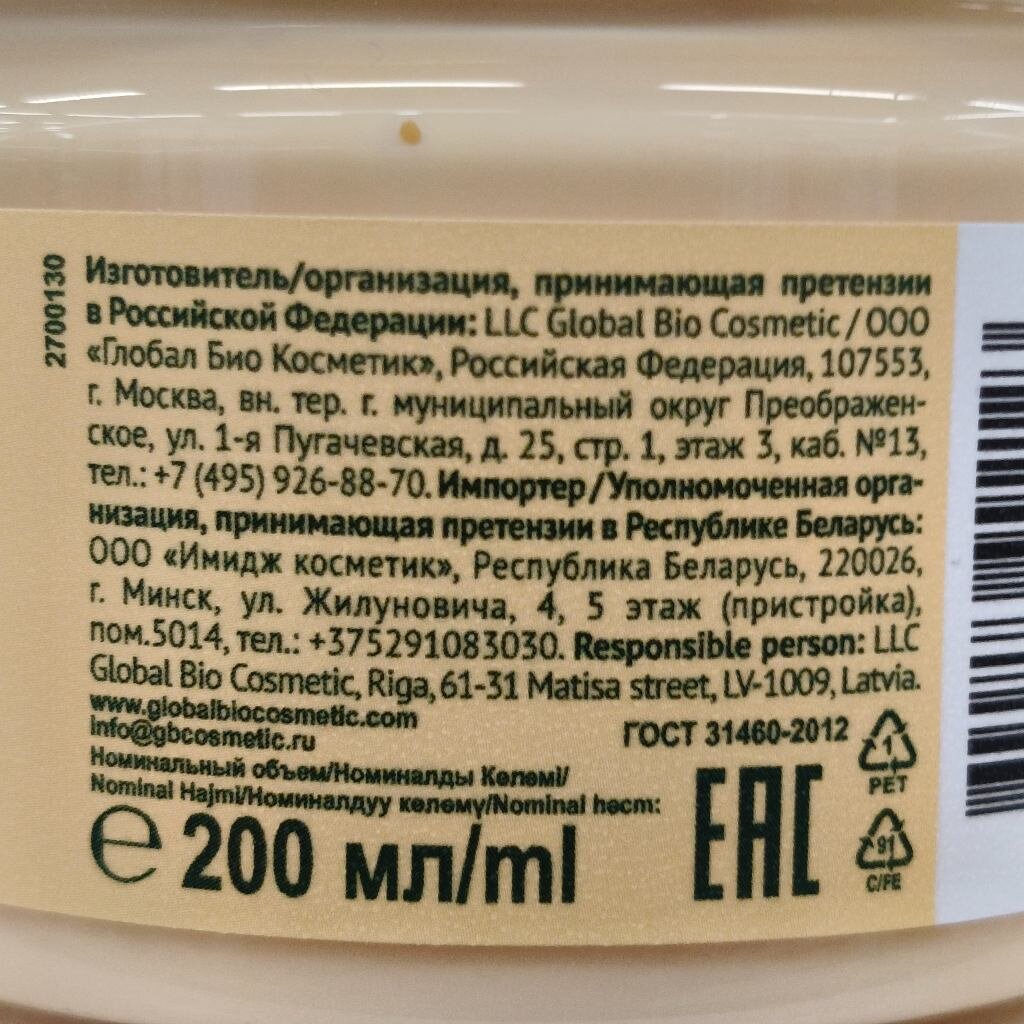 2700130
Изготовитель/организация, принимающая претензии
в Российской Федерации: LLC Global Bio Cosmetic / ООО
«Глобал Био Косметик», Российская Федерация, 107553,
г. Москва, вн. тер. г. муниципальный округ Преображен-
ское, ул. 1-я Пугачевская, д. 25, стр. 1, этаж 3, каб. №13,
тел.: +7 (495) 926-88-70. Импортер/Уполномоченная орга-
низация, принимающая претензии в Республике Беларусь:
ООО «Имидж косметик», Республика Беларусь, 220026,
г. Минск, ул. Жилуновича, 4, 5 этаж (пристройка),
пом.5014, тел.: +375291083030. Responsible person: LLC
Global Bio Cosmetic, Riga, 61-31 Matisa street, LV-1009, Latvia.
www.globalbiocosmetic.com
info@gbcosmetic.ru
ГОСТ 31460-2012
Номинальный объем/Номиналды Көлемі/
Nominal Hajmi/Номиналдуу көлөмү/Nominal həcm:
℮ 200 мл/ml
EAC
1
PET
91
C/FE